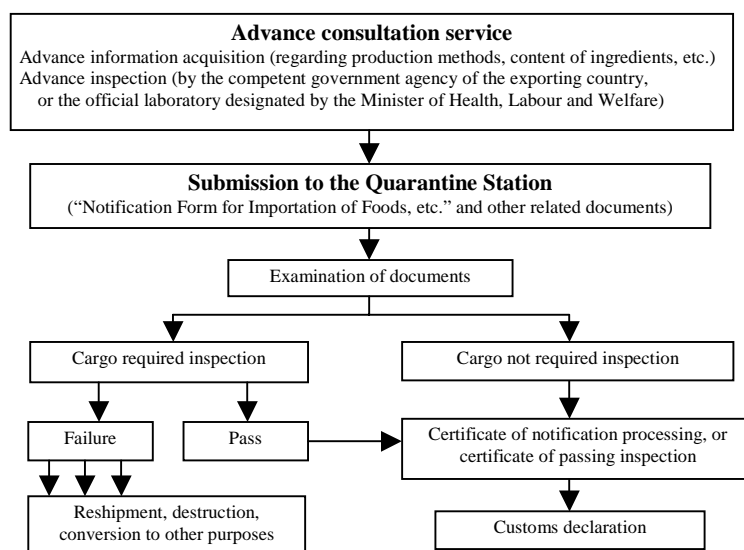 Advance consultation service
Advance information acquisition (regarding production methods, content of ingredients, etc.)
Advance inspection (by the competent government agency of the exporting country,
or the official laboratory designated by the Minister of Health, Labour and Welfare)
Submission to the Quarantine Station
(“Notification Form for Importation of Foods, etc.” and other related documents)
Examination of documents
Cargo required inspection
Cargo not required inspection
Failure
Pass
Certificate of notification processing, or
certificate of passing inspection
Reshipment, destruction,
conversion to other purposes
Customs declaration